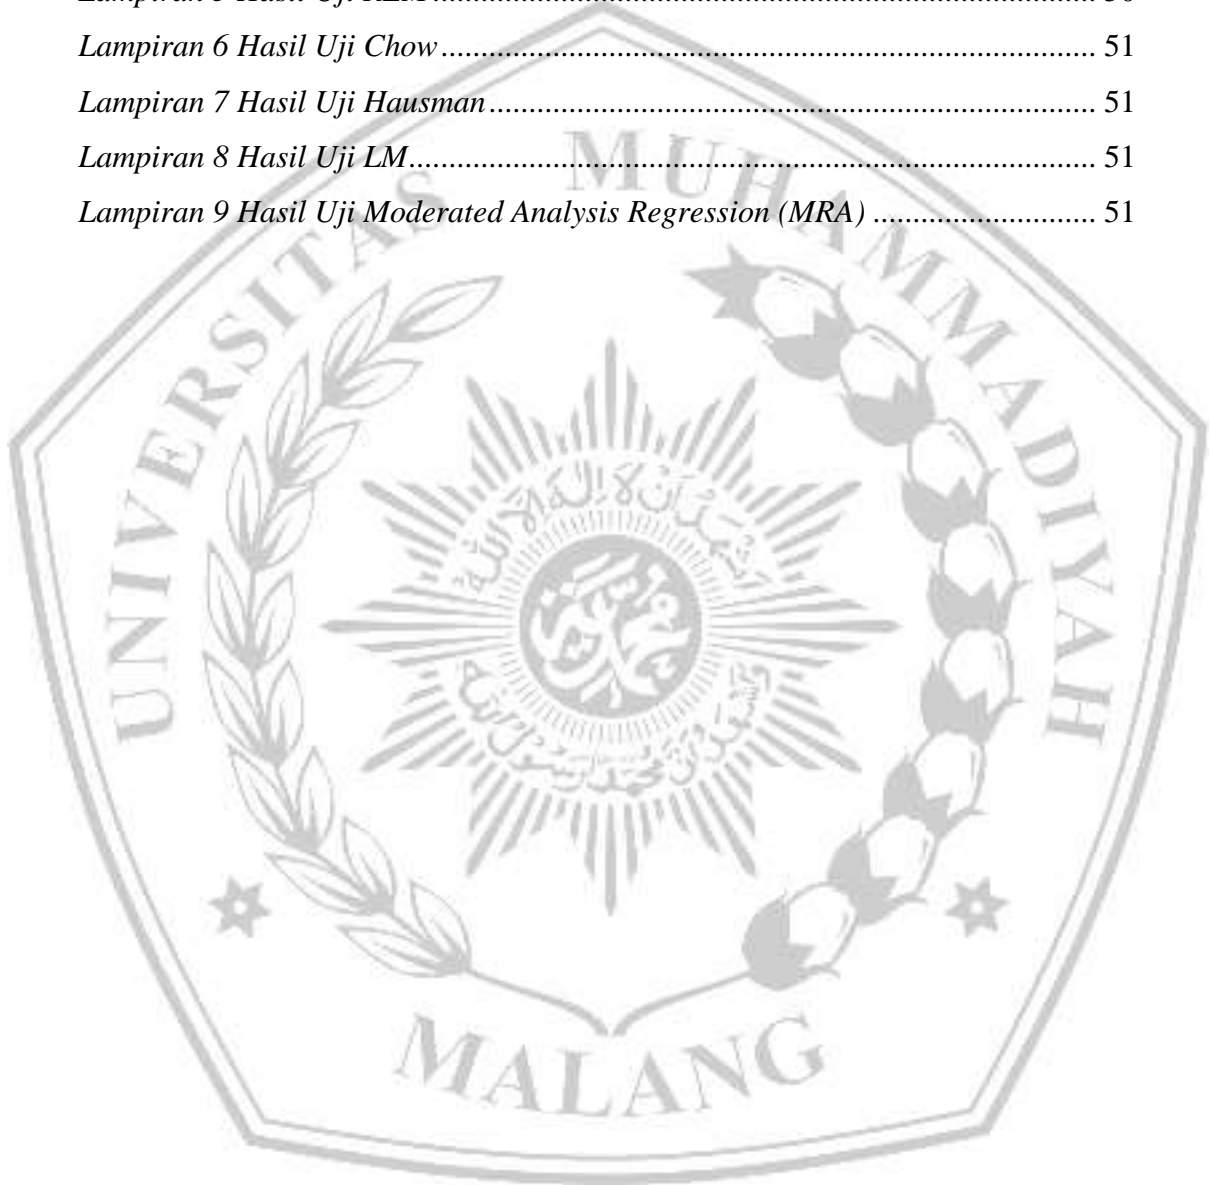 Lampiran 6 Hasil Uji Chow.................................................................................. 51
Lampiran 7 Hasil Uji Hausman............................................................................ 51
Lampiran 8 Hasil Uji LM...................................................................................... 51
Lampiran 9 Hasil Uji Moderated Analysis Regression (MRA) ............................ 51
UNIVERSITAS MUHAMMADIYAH
MALANG